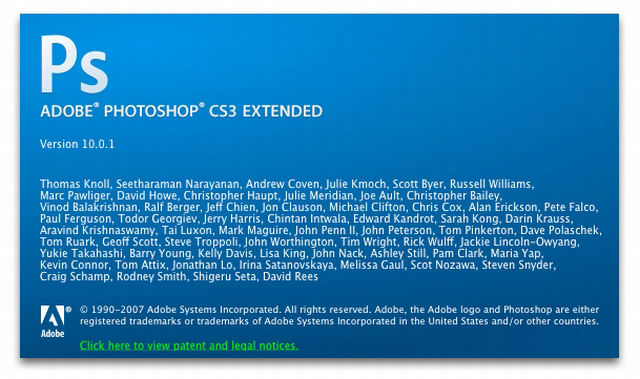 Ps
ADOBE® PHOTOSHOP® CS3 EXTENDED
Version 10.0.1
Thomas Knoll, Seetharaman Narayanan, Andrew Coven, Julie Kmoch, Scott Byer, Russell Williams,
Marc Pawliger, David Howe, Christopher Haupt, Julie Meridian, Joe Ault, Christopher Bailey,
Vinod Balakrishnan, Ralf Berger, Jeff Chien, Jon Clauson, Michael Clifton, Chris Cox, Alan Erickson, Pete Falco,
Paul Ferguson, Todor Georgiev, Jerry Harris, Chintan Intwala, Edward Kandrot, Sarah Kong, Darin Krauss,
Aravind Krishnaswamy, Tai Luxon, Mark Maguire, John Penn II, John Peterson, Tom Pinkerton, Dave Polaschek,
Tom Ruark, Geoff Scott, Steve Troppoli, John Worthington, Tim Wright, Rick Wulff, Jackie Lincoln-Owyang,
Yukie Takahashi, Barry Young, Kelly Davis, Lisa King, John Nack, Ashley Still, Pam Clark, Maria Yap,
Kevin Connor, Tom Attix, Jonathan Lo, Irina Satanovskaya, Melissa Gaul, Scot Nozawa, Steven Snyder,
Craig Schamp, Rodney Smith, Shigeru Seta, David Rees
© 1990-2007 Adobe Systems Incorporated. All rights reserved. Adobe, the Adobe logo and Photoshop are either
registered trademarks or trademarks of Adobe Systems Incorporated in the United States and/or other countries.
® Adobe
Click here to view patent and legal notices.